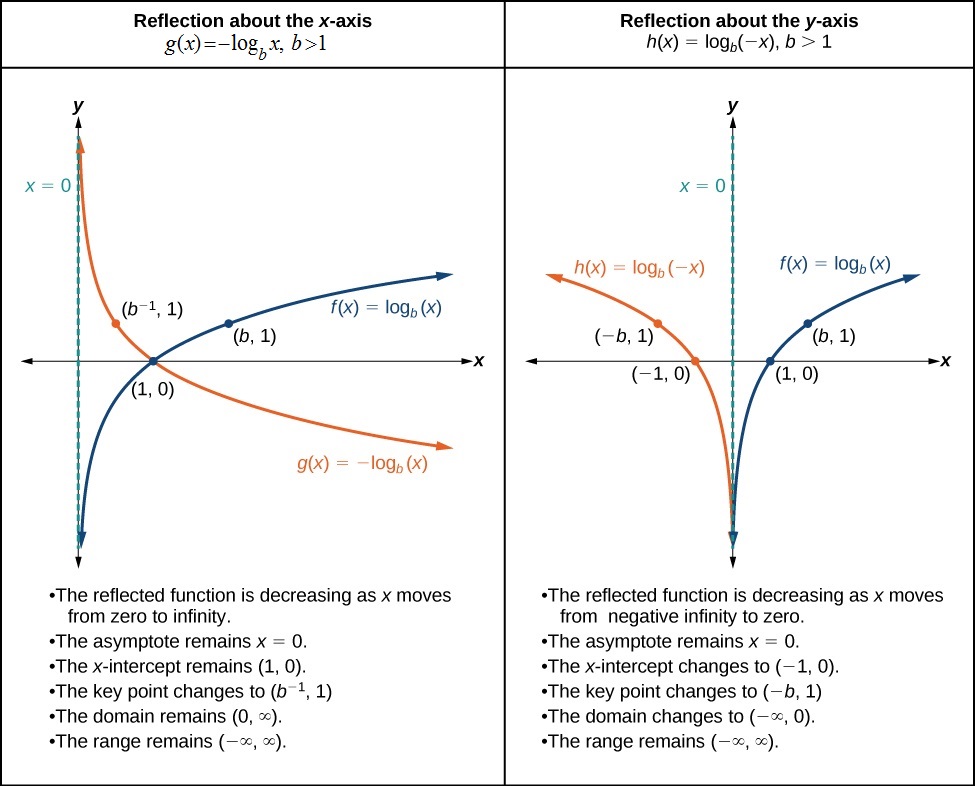 Reflection about the x-axis
g(x)=−log_b x, b>1
y
x = 0
(b⁻¹, 1)
f(x) = log_b(x)
(b, 1)
x
(1, 0)
g(x) = −log_b(x)
•The reflected function is decreasing as x moves
from zero to infinity.
•The asymptote remains x = 0.
•The x-intercept remains (1, 0).
•The key point changes to (b⁻¹, 1)
•The domain remains (0, ∞).
•The range remains (−∞, ∞).
Reflection about the y-axis
h(x) = log_b(−x), b > 1
y
x = 0
h(x) = log_b(−x)
f(x) = log_b(x)
(−b, 1)
(b, 1)
x
(−1, 0)
(1, 0)
•The reflected function is decreasing as x moves
from negative infinity to zero.
•The asymptote remains x = 0.
•The x-intercept changes to (−1, 0).
•The key point changes to (−b, 1)
•The domain changes to (−∞, 0).
•The range remains (−∞, ∞).